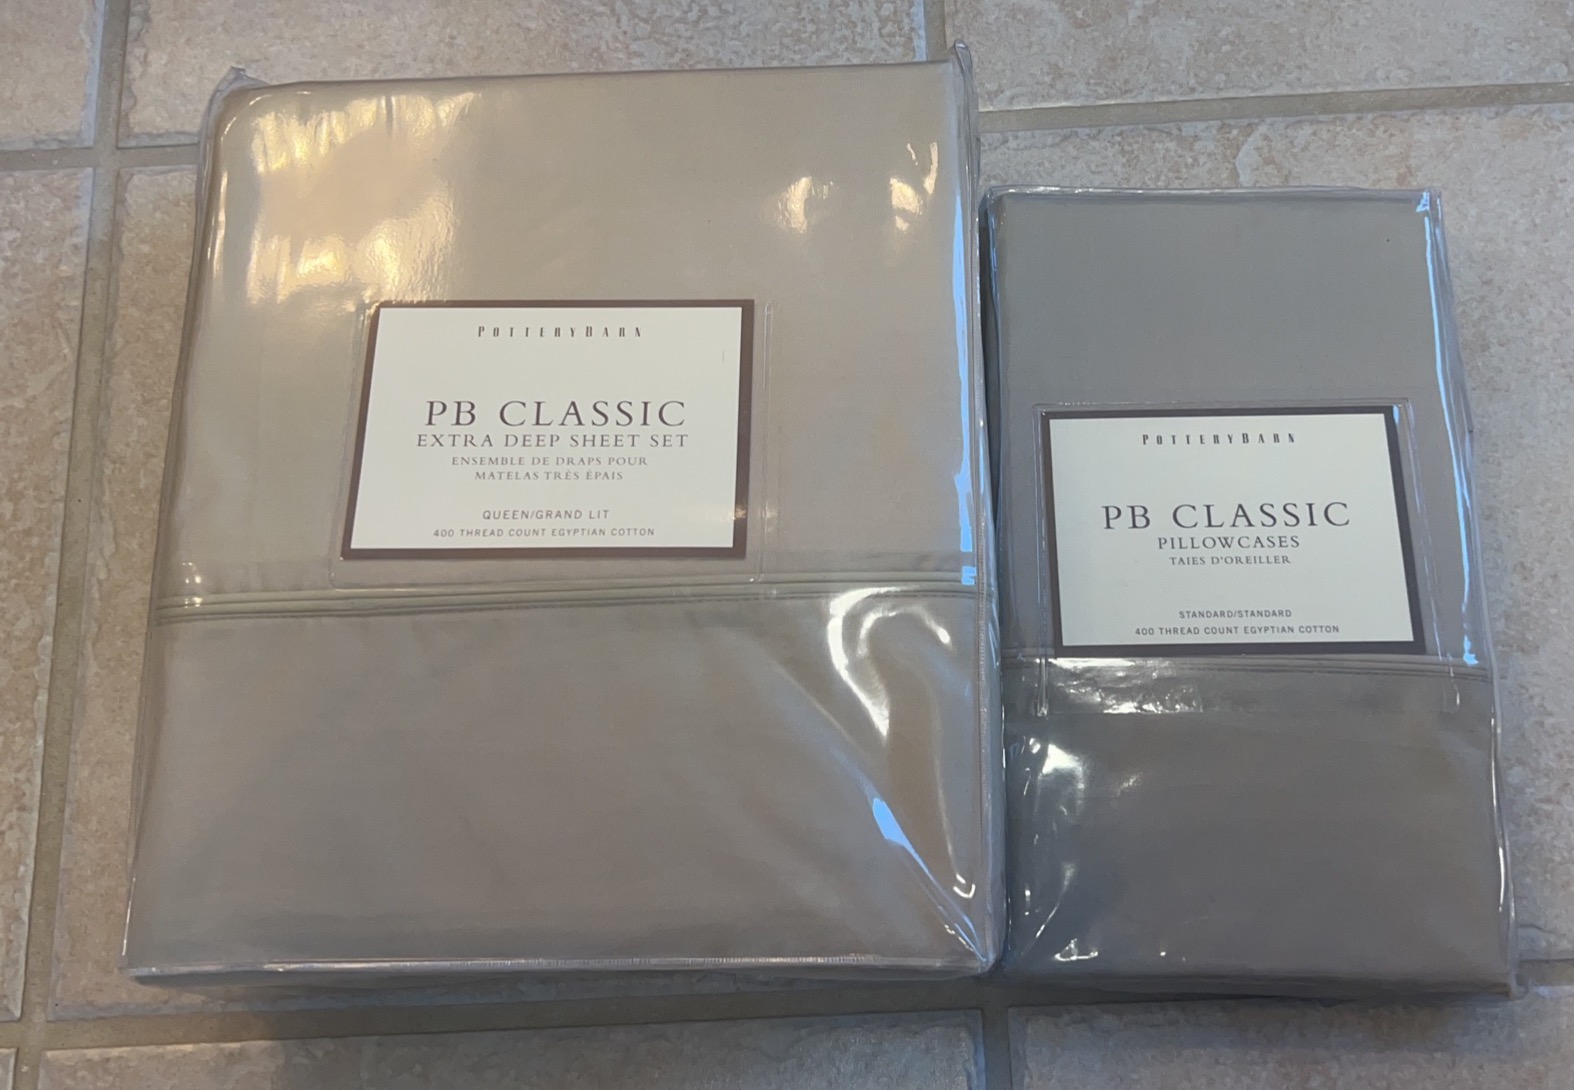 POTTERYBARN
PB CLASSIC
EXTRA DEEP SHEET SET
ENSEMBLE DE DRAPS POUR
MATELAS TRÈS ÉPAIS
QUEEN/GRAND LIT
400 THREAD COUNT EGYPTIAN COTTON
POTTERYBARN
PB CLASSIC
PILLOWCASES
TAIES D'OREILLER
STANDARD/STANDARD
400 THREAD COUNT EGYPTIAN COTTON